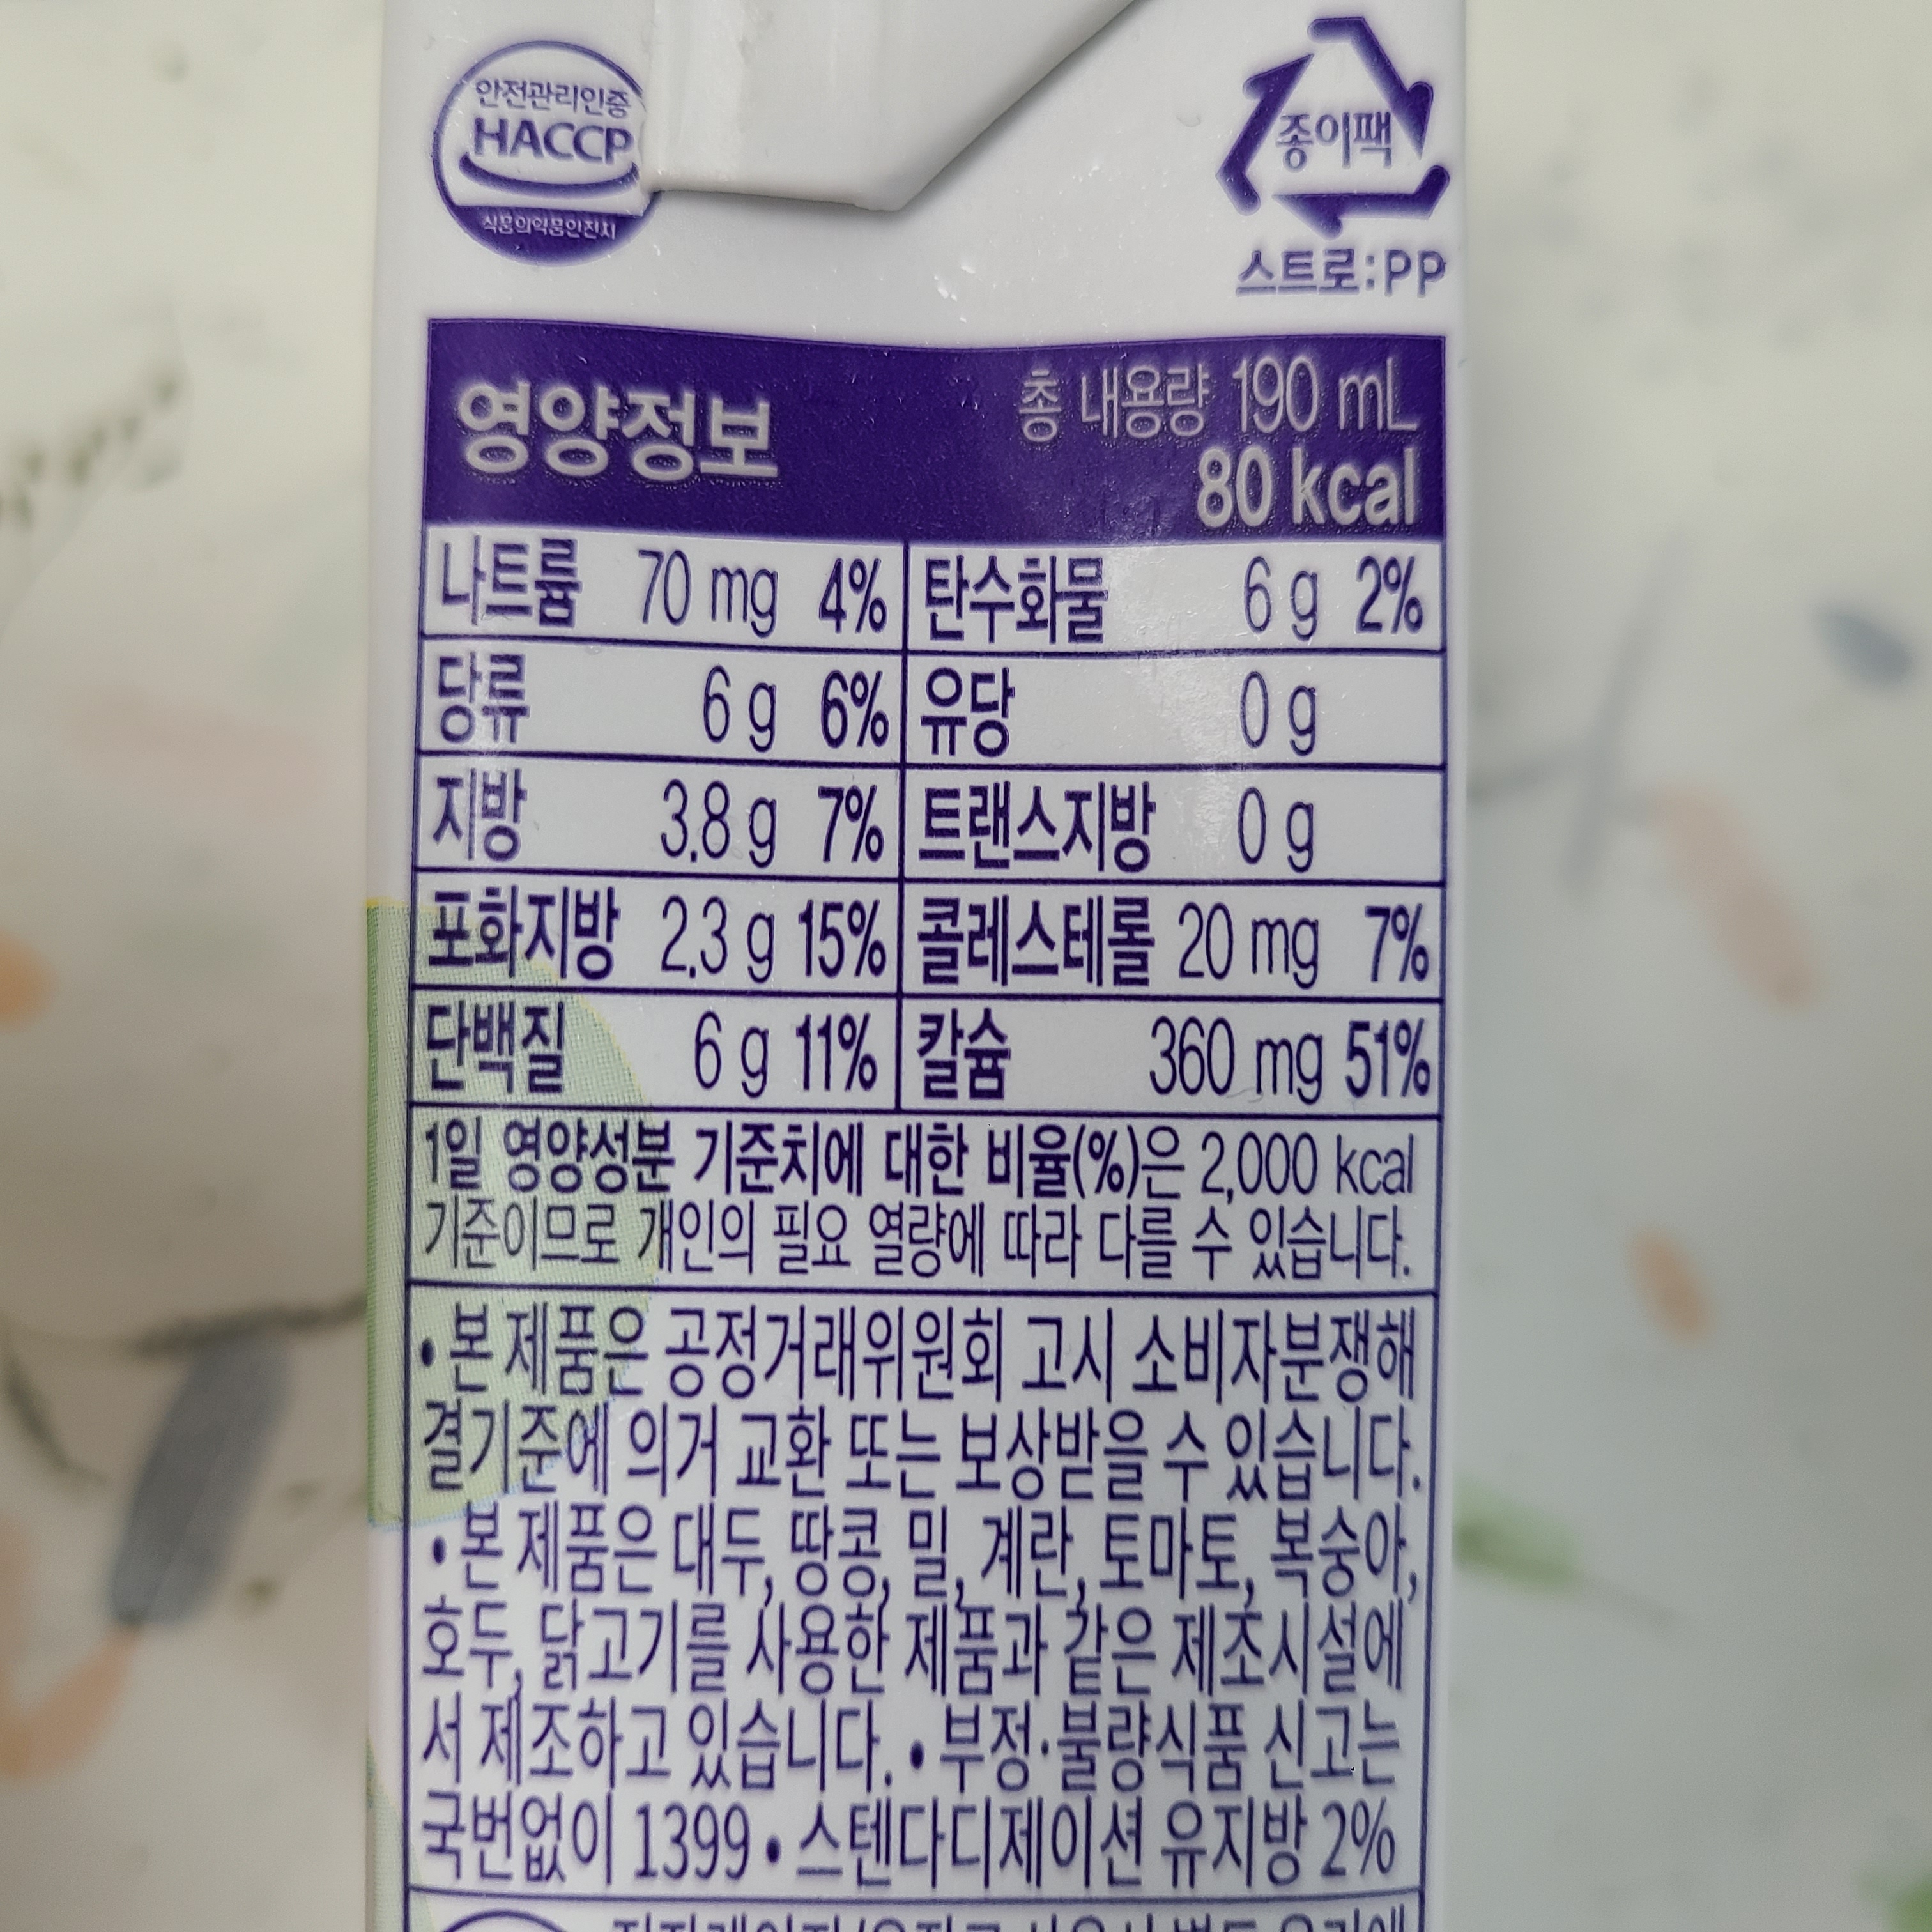 안전관리인증
HACCP
식품의약품안전처
종이팩
스트로:PP
영양정보
총 내용량 190 mL
80 kcal
나트륨 70 mg 4% 탄수화물 6 g 2%
당류 6 g 6% 유당 0 g
지방 3.8 g 7% 트랜스지방 0 g
포화지방 2.3 g 15% 콜레스테롤 20 mg 7%
단백질 6 g 11% 칼슘 360 mg 51%
1일 영양성분 기준치에 대한 비율(%)은 2,000 kcal
기준이므로 개인의 필요 열량에 따라 다를 수 있습니다.
• 본 제품은 공정거래위원회 고시 소비자분쟁해
결기준에 의거 교환 또는 보상받을 수 있습니다.
• 본 제품은 대두, 땅콩, 밀, 계란, 토마토, 복숭아,
호두, 닭고기를 사용한 제품과 같은 제조시설에
서 제조하고 있습니다. • 부정·불량식품 신고는
국번없이 1399 • 스텐다디제이션 유지방 2%